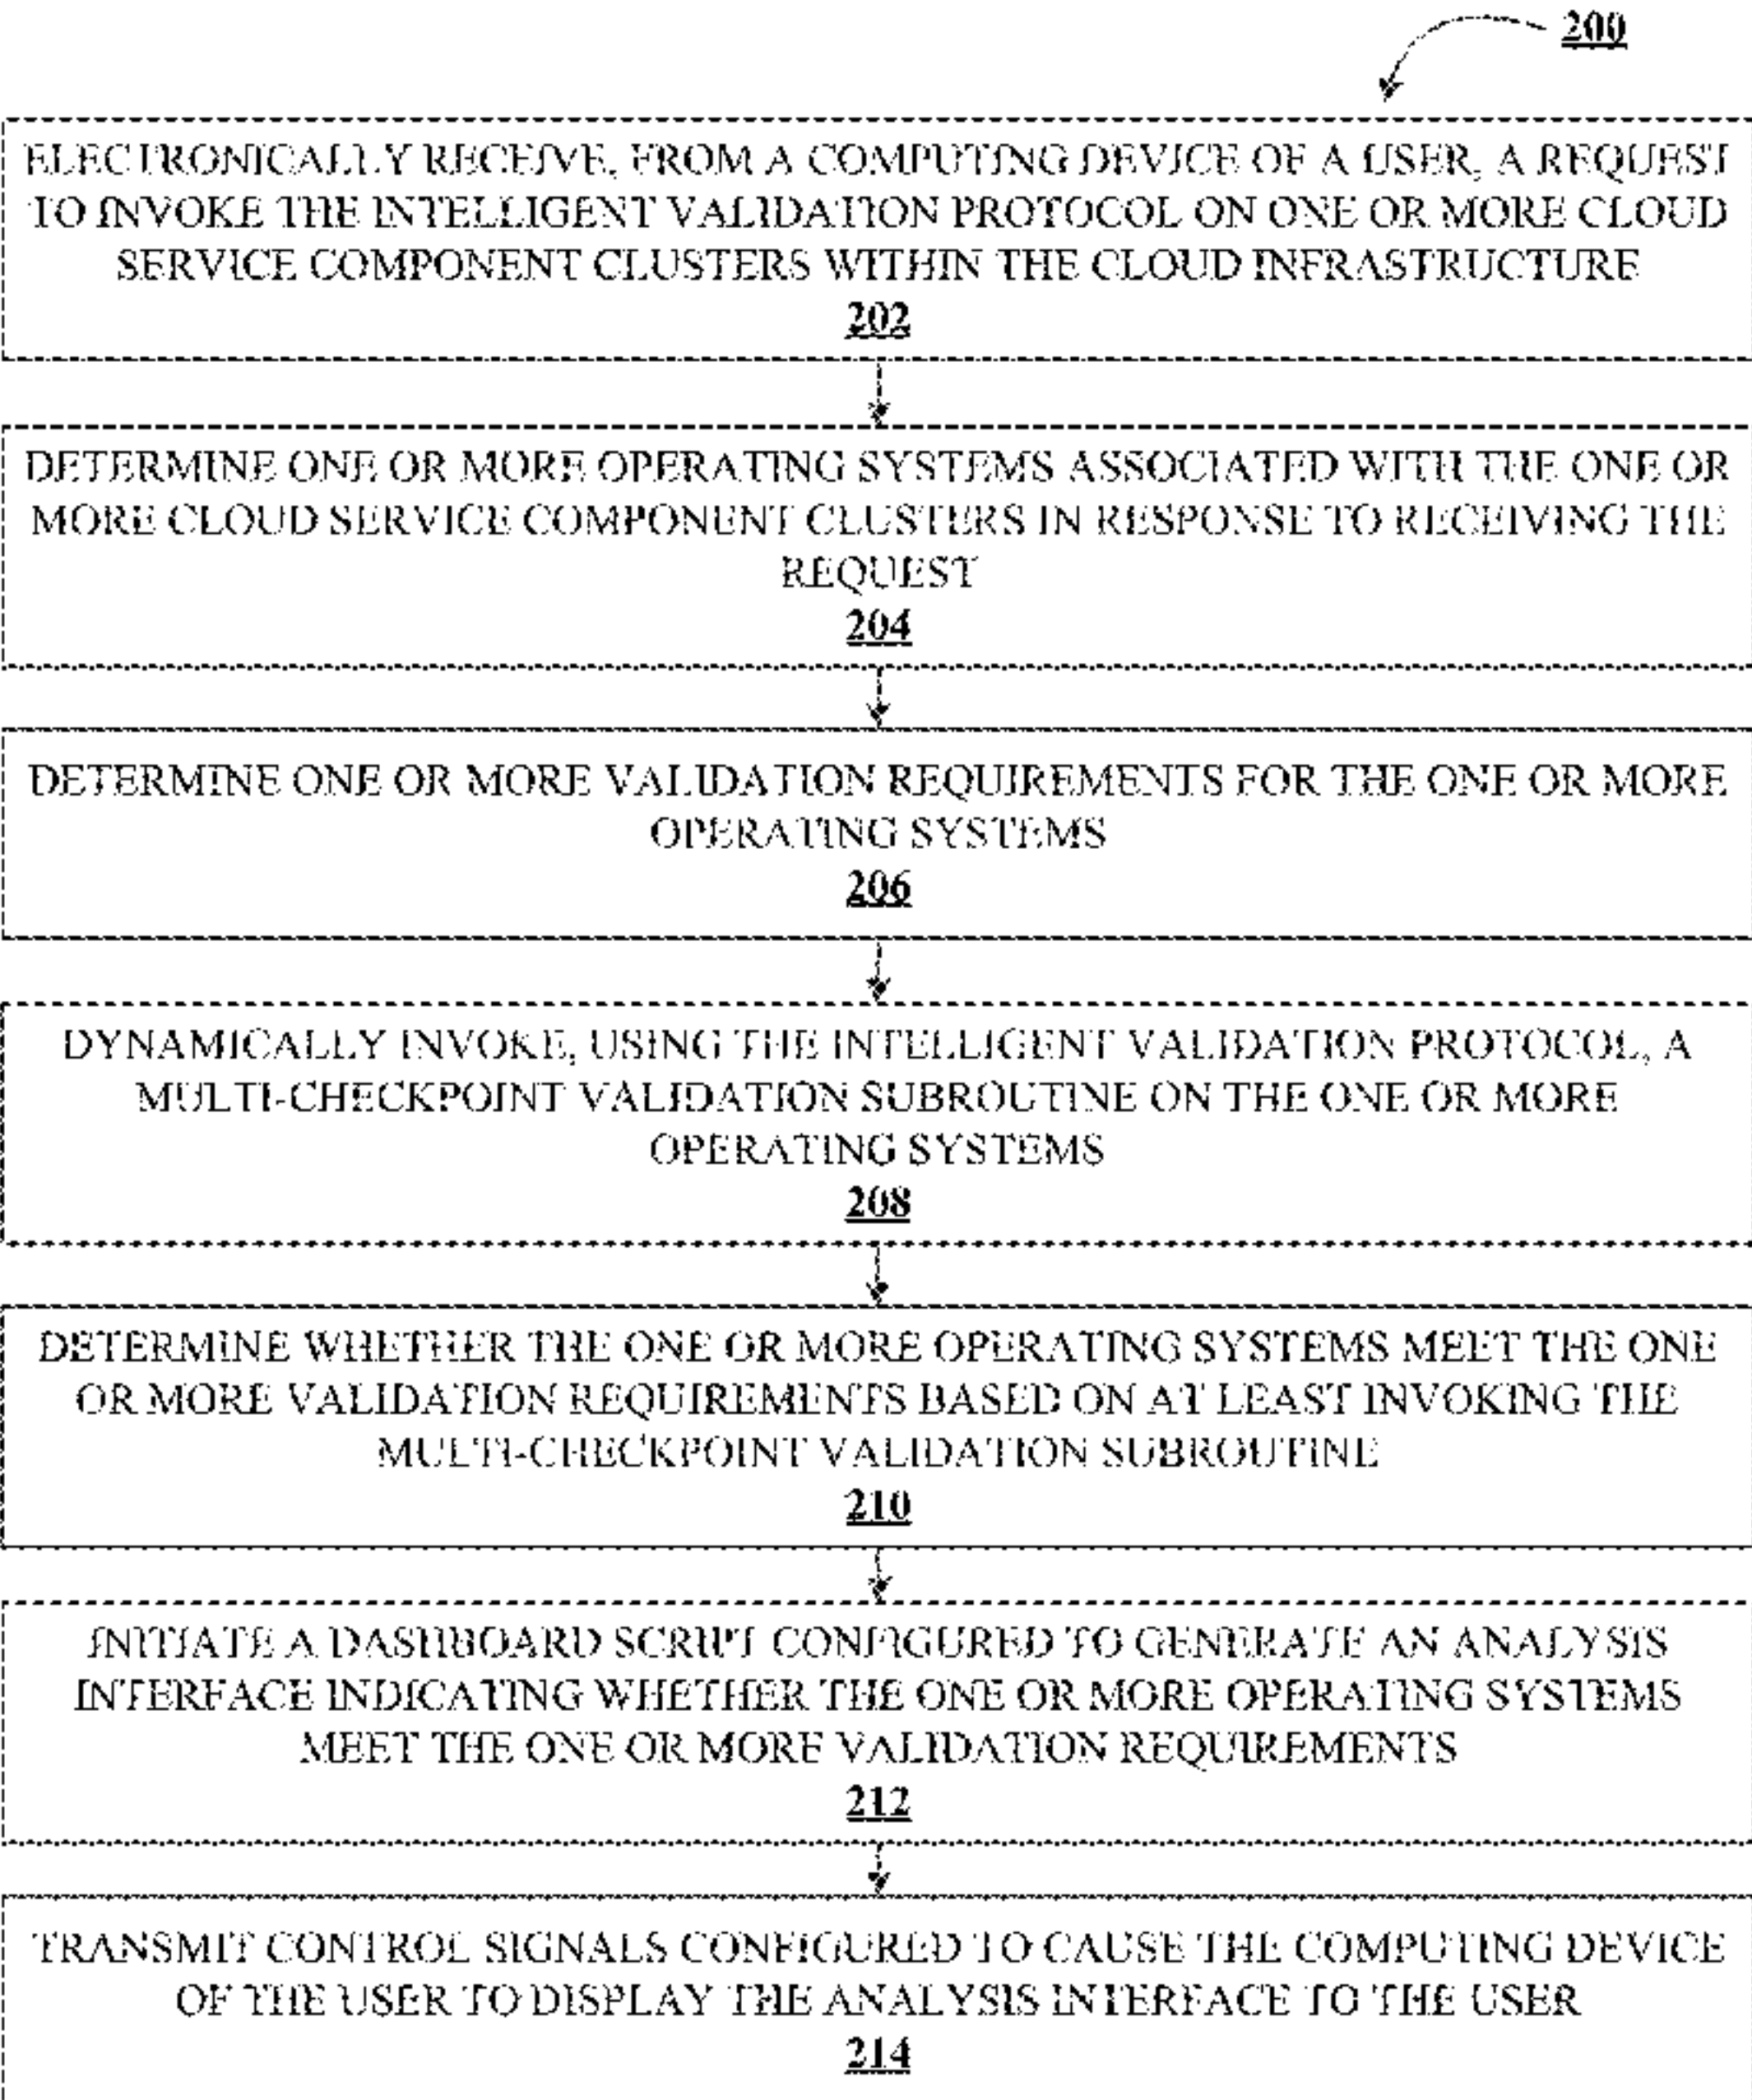 200
ELECTRONICALLY RECEIVE, FROM A COMPUTING DEVICE OF A USER, A REQUEST
TO INVOKE THE INTELLIGENT VALIDATION PROTOCOL ON ONE OR MORE CLOUD
SERVICE COMPONENT CLUSTERS WITHIN THE CLOUD INFRASTRUCTURE
202
DETERMINE ONE OR MORE OPERATING SYSTEMS ASSOCIATED WITH THE ONE OR
MORE CLOUD SERVICE COMPONENT CLUSTERS IN RESPONSE TO RECEIVING THE
REQUEST
204
DETERMINE ONE OR MORE VALIDATION REQUIREMENTS FOR THE ONE OR MORE
OPERATING SYSTEMS
206
DYNAMICALLY INVOKE, USING THE INTELLIGENT VALIDATION PROTOCOL, A
MULTI-CHECKPOINT VALIDATION SUBROUTINE ON THE ONE OR MORE
OPERATING SYSTEMS
208
DETERMINE WHETHER THE ONE OR MORE OPERATING SYSTEMS MEET THE ONE
OR MORE VALIDATION REQUIREMENTS BASED ON AT LEAST INVOKING THE
MULTI-CHECKPOINT VALIDATION SUBROUTINE
210
INITIATE A DASHBOARD SCRIPT CONFIGURED TO GENERATE AN ANALYSIS
INTERFACE INDICATING WHETHER THE ONE OR MORE OPERATING SYSTEMS
MEET THE ONE OR MORE VALIDATION REQUIREMENTS
212
TRANSMIT CONTROL SIGNALS CONFIGURED TO CAUSE THE COMPUTING DEVICE
OF THE USER TO DISPLAY THE ANALYSIS INTERFACE TO THE USER
214